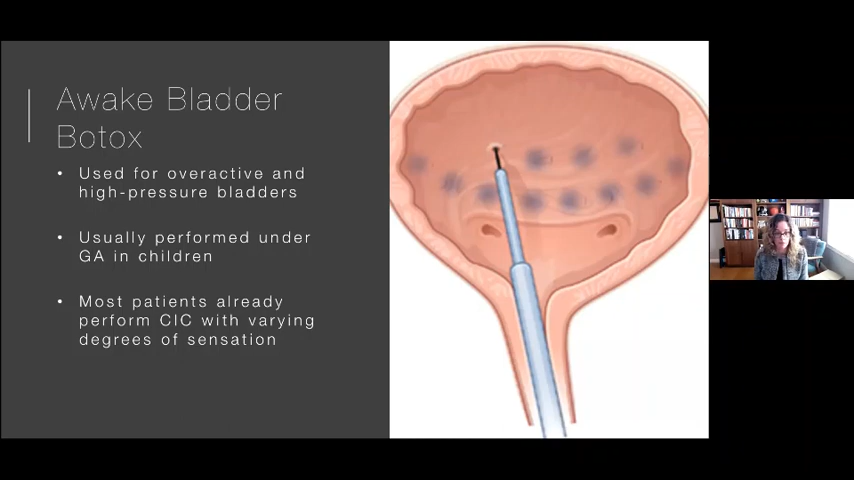 Awake Bladder
Botox
• Used for overactive and
high-pressure bladders
• Usually performed under
GA in children
• Most patients already
perform CIC with varying
degrees of sensation